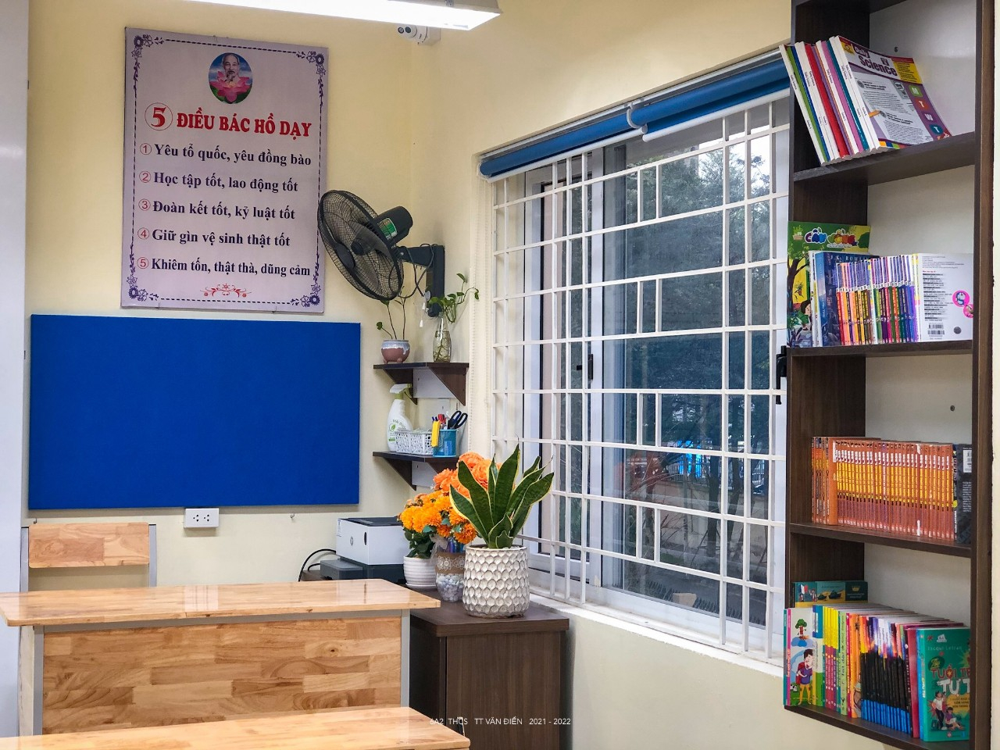 5 ĐIỀU BÁC HỒ DẠY
① Yêu tổ quốc, yêu đồng bào
② Học tập tốt, lao động tốt
③ Đoàn kết tốt, kỷ luật tốt
④ Giữ gìn vệ sinh thật tốt
⑤ Khiêm tốn, thật thà, dũng cảm
Science
M
T
W
6A2 THCS TT VĂN ĐIỂN 2021 - 2022